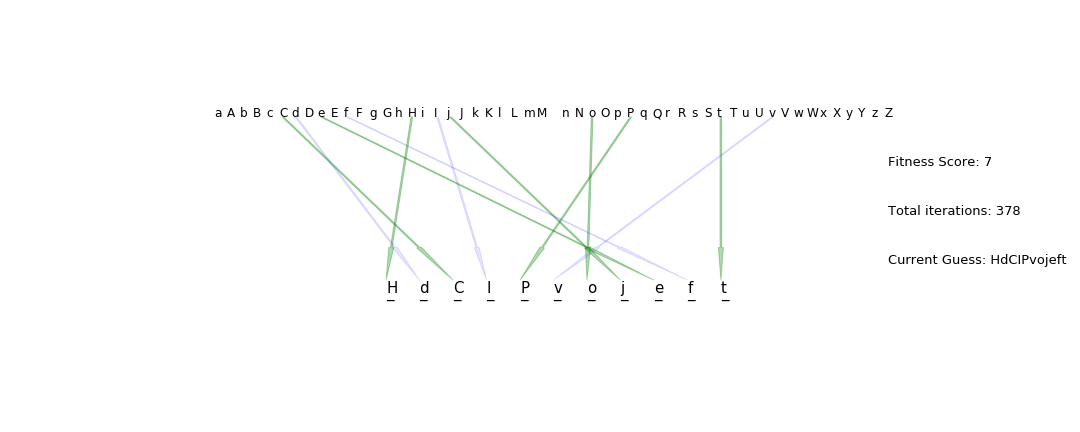 a A b B c C d D e E f F g G h H i I j J k K l L m M n N o O p P q Q r R s S t T u U v V w W x X y Y z Z
Fitness Score: 7
Total iterations: 378
Current Guess: HdCIPvojeft
H d C I P v o j e f t